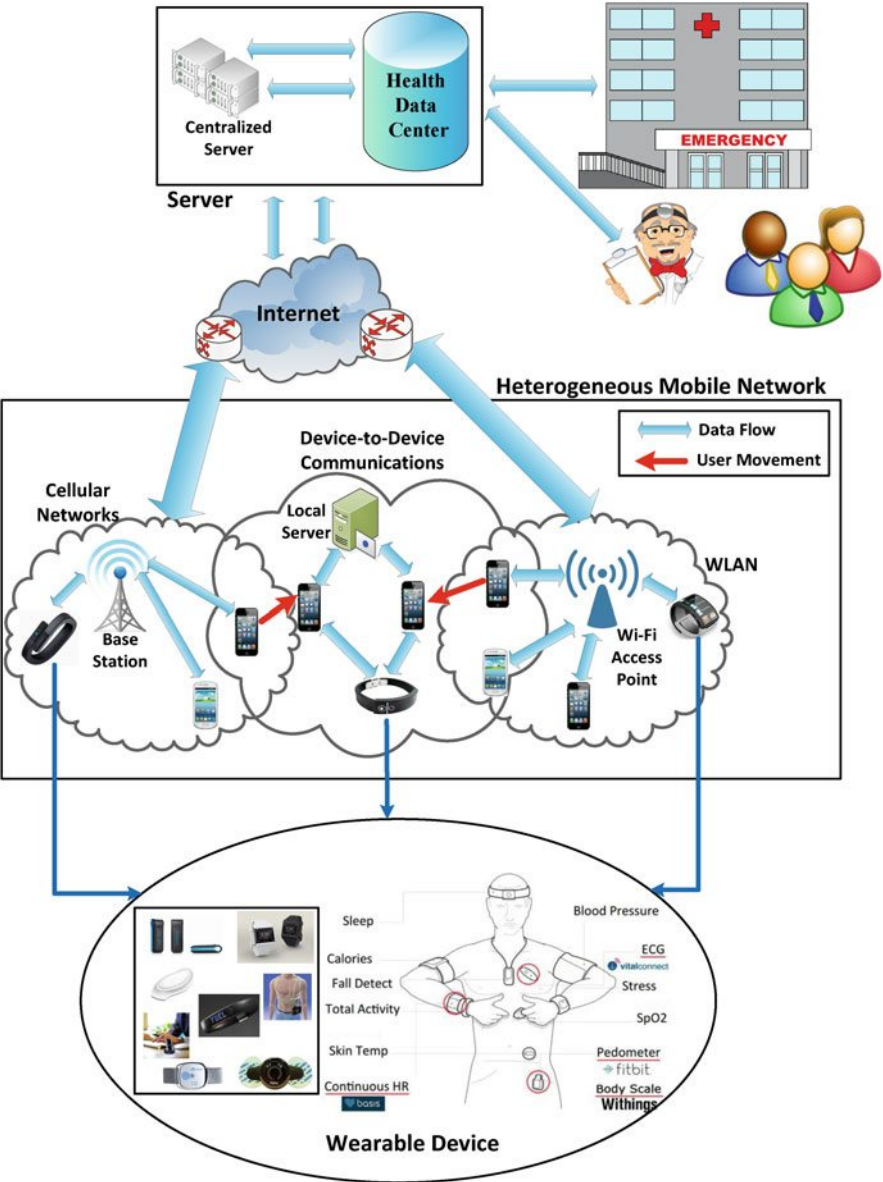 Centralized
Server
Health
Data
Center
EMERGENCY
Server
Internet
Heterogeneous Mobile Network
Data Flow
User Movement
Device-to-Device
Communications
Cellular
Networks
Local
Server
WLAN
Base
Station
Wi-Fi
Access
Point
Sleep
Blood Pressure
Calories
ECG
vitalconnect
Fall Detect
Stress
Total Activity
SpO2
Skin Temp
Pedometer
fitbit
Continuous HR
Body Scale
basis
Withings
FUEL
Wearable Device